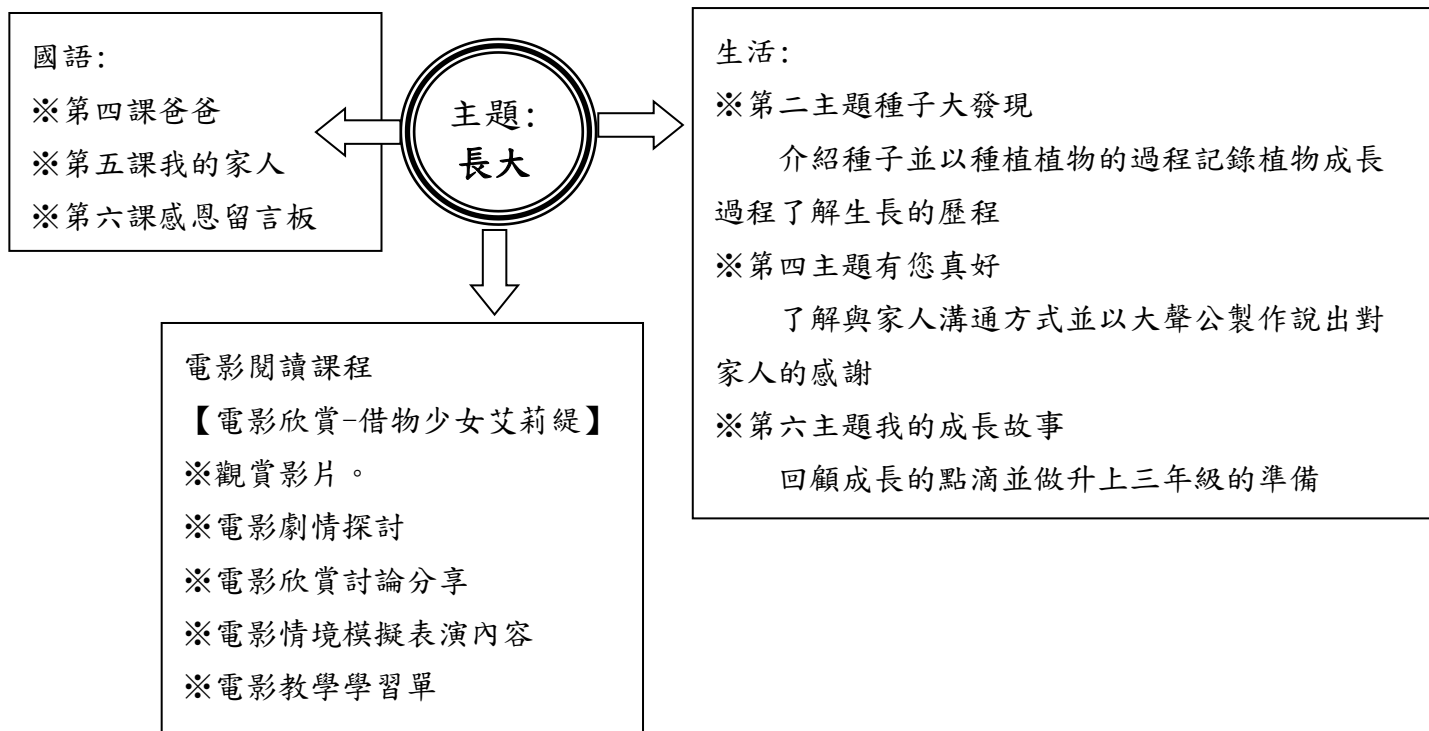 國語:
※第四課爸爸
※第五課我的家人
※第六課感恩留言板
主題:
長大
生活:
※第二主題種子大發現
介紹種子並以種植植物的過程記錄植物成長
過程了解生長的歷程
※第四主題有您真好
了解與家人溝通方式並以大聲公製作說出對
家人的感謝
※第六主題我的成長故事
回顧成長的點滴並做升上三年級的準備
電影閱讀課程
【電影欣賞-借物少女艾莉緹】
※觀賞影片。
※電影劇情探討
※電影欣賞討論分享
※電影情境模擬表演內容
※電影教學學習單